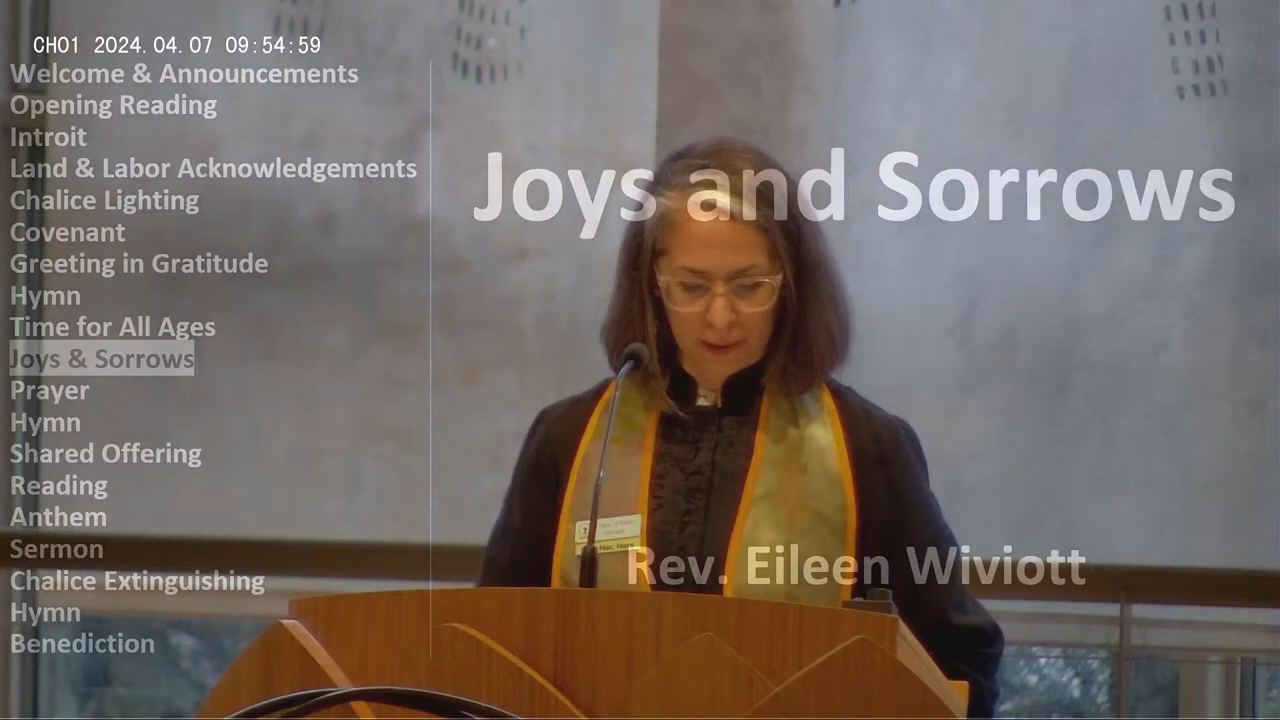 CH01 2024.04.07 09:54:59
Welcome & Announcements
Opening Reading
Introit
Land & Labor Acknowledgements
Chalice Lighting
Covenant
Greeting in Gratitude
Hymn
Time for All Ages
Joys & Sorrows
Prayer
Hymn
Shared Offering
Reading
Anthem
Sermon
Chalice Extinguishing
Hymn
Benediction
Joys and Sorrows
Rev. Eileen Wiviott